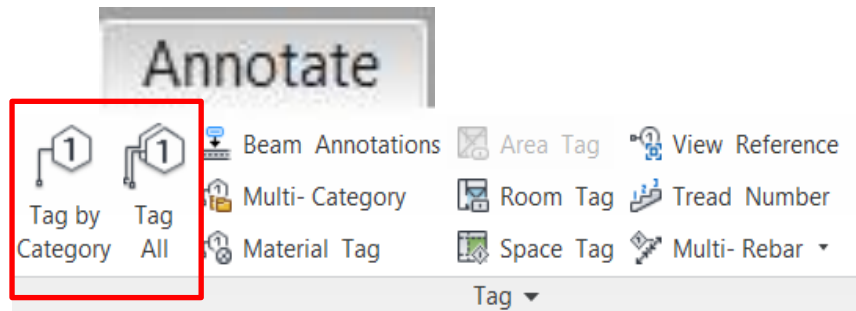 Annotate
Tag by
Category
Tag
All
Beam Annotations
Multi- Category
Material Tag
Area Tag
Room Tag
Space Tag
View Reference
Tread Number
Multi- Rebar
Tag